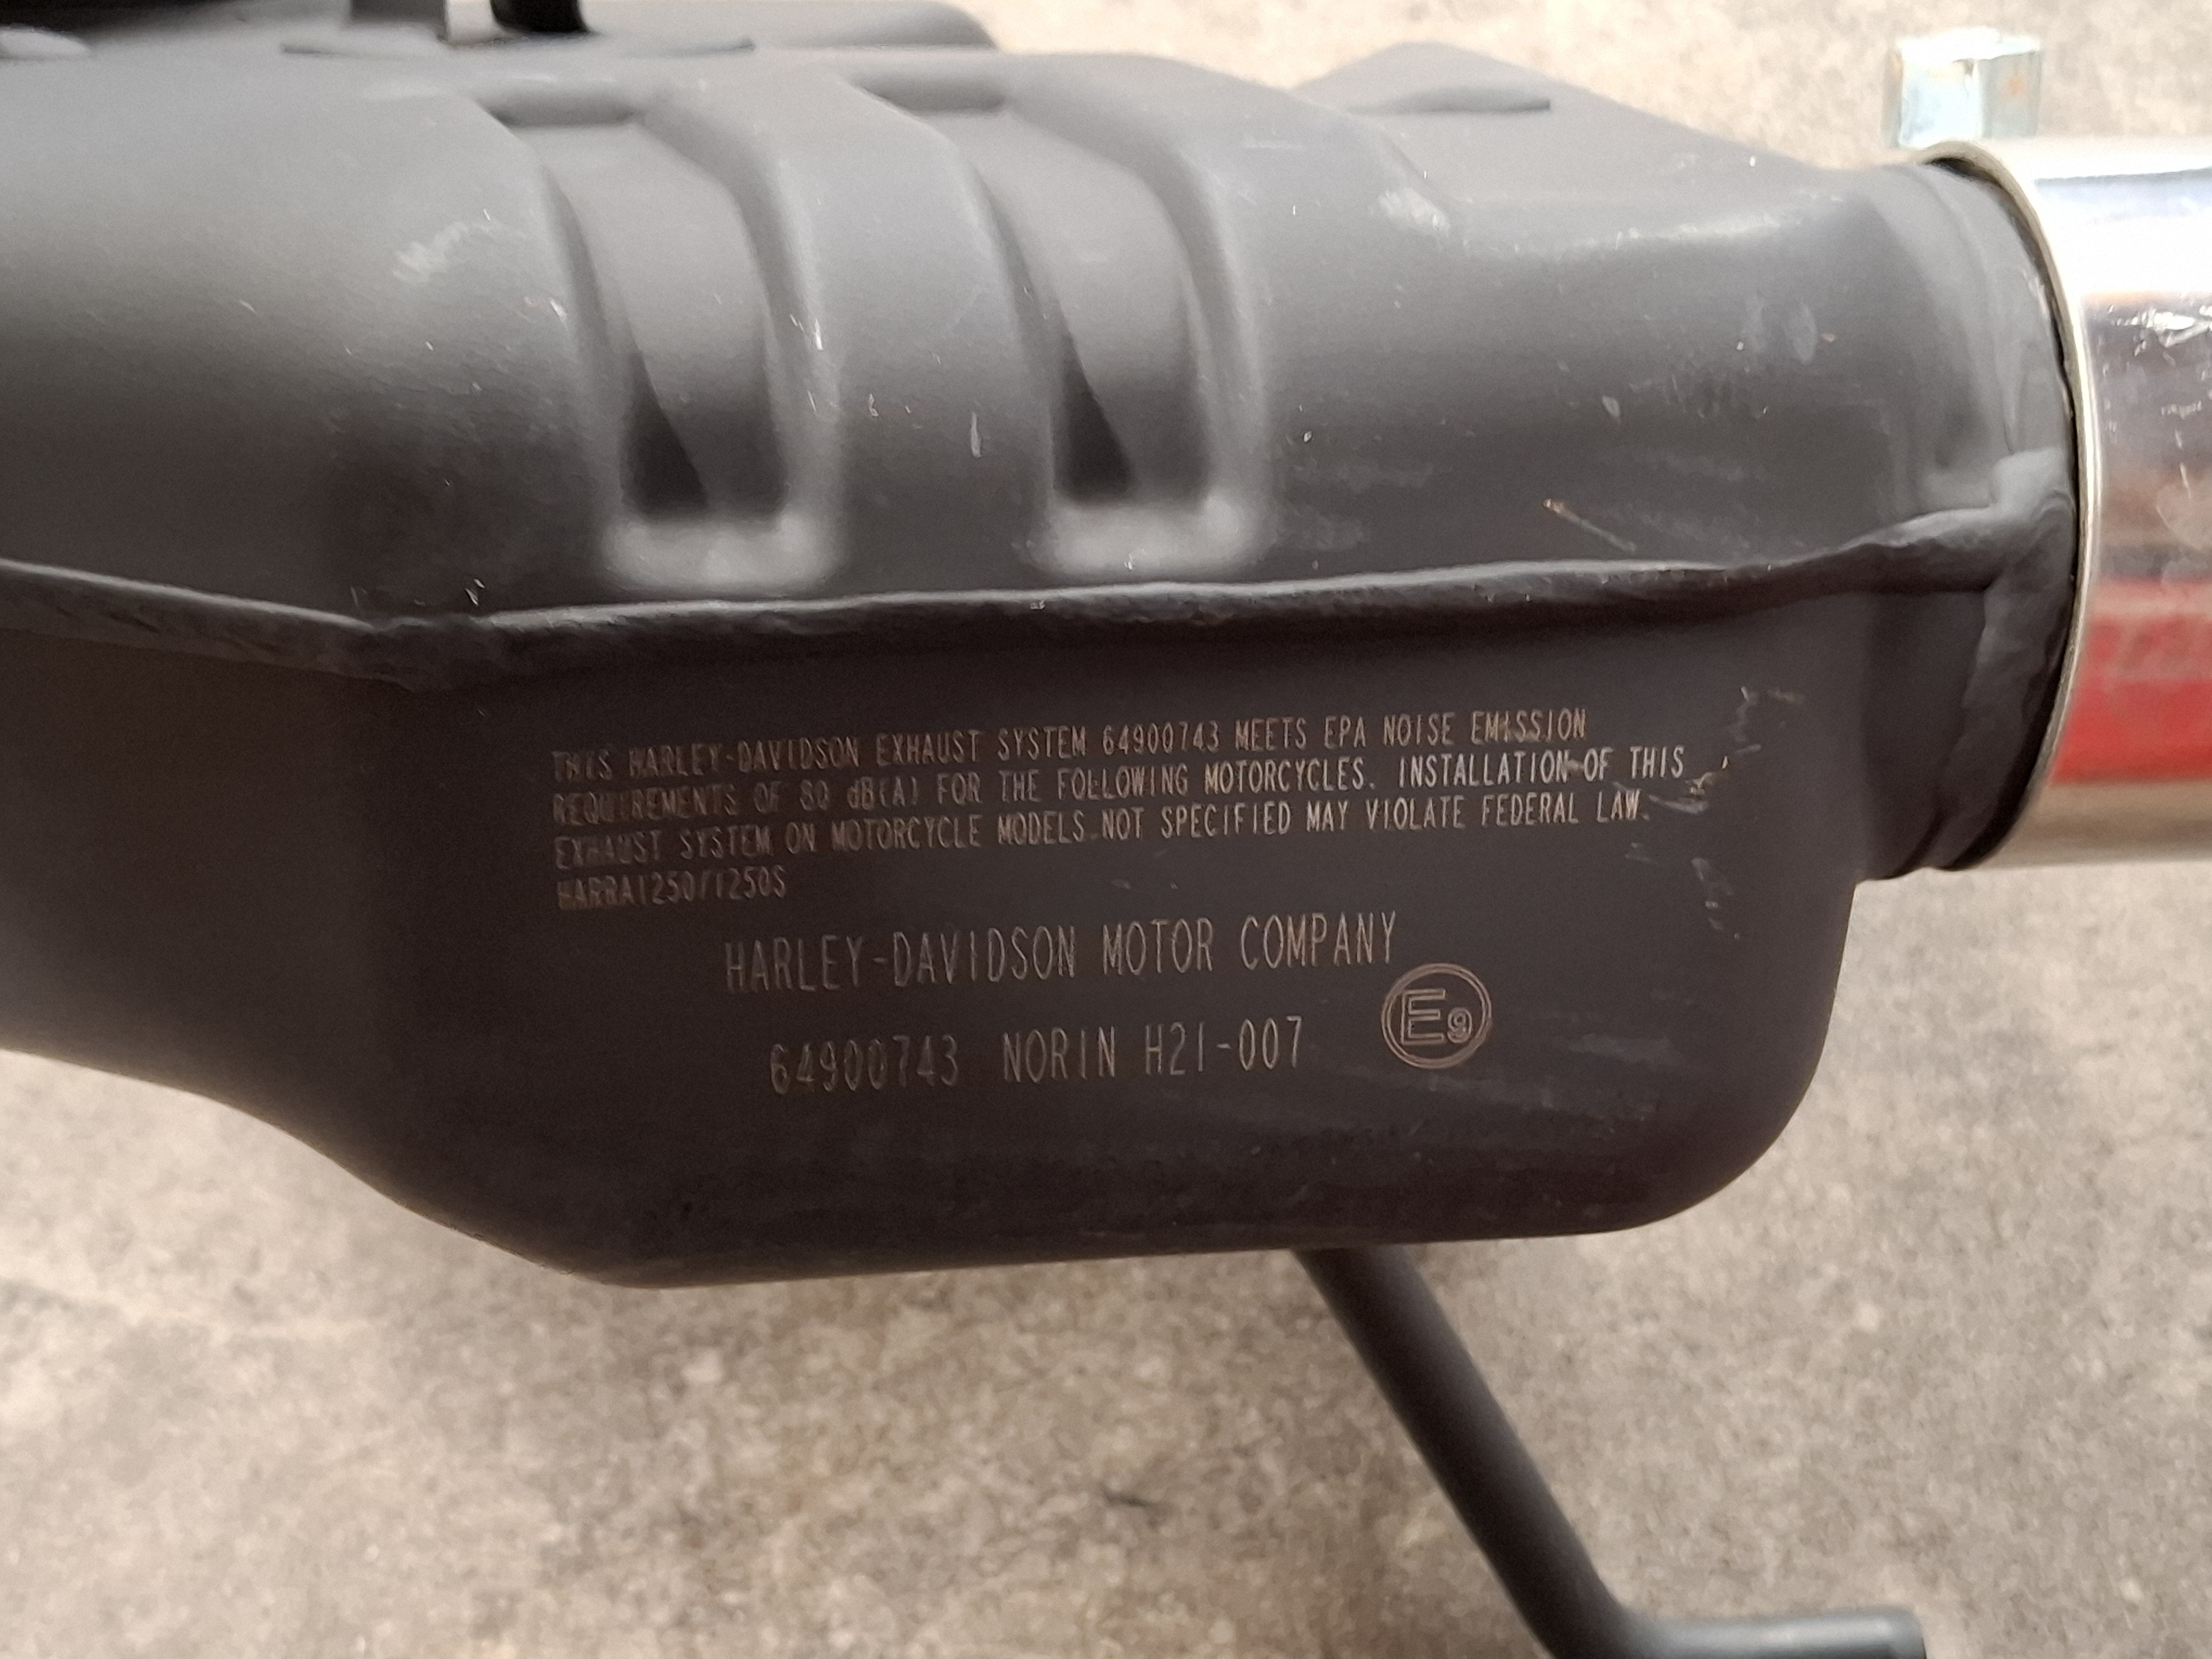 THIS HARLEY-DAVIDSON EXHAUST SYSTEM 64900743 MEETS EPA NOISE EMISSION
REQUIREMENTS OF 80 dB(A) FOR THE FOLLOWING MOTORCYCLES. INSTALLATION OF THIS
EXHAUST SYSTEM ON MOTORCYCLE MODELS NOT SPECIFIED MAY VIOLATE FEDERAL LAW.
HARRA1250/1250S
HARLEY-DAVIDSON MOTOR COMPANY
64900743 NORIN H21-007 E9